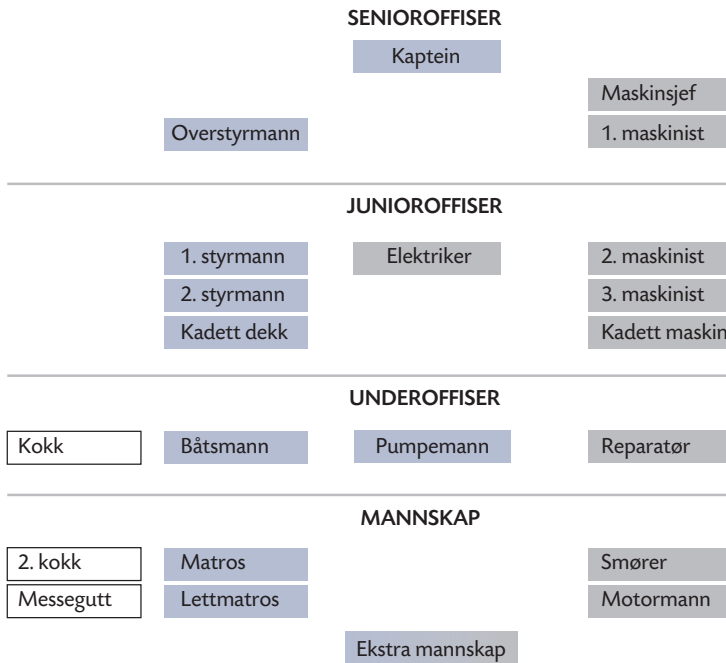 SENIOROFFISER
Kaptein
Maskinsjef
Overstyrmann 1. maskinist
JUNIOROFFISER
1. styrmann Elektriker 2. maskinist
2. styrmann 3. maskinist
Kadett dekk Kadett maskin
UNDEROFFISER
Kokk Båtsmann Pumpemann Reparatør
MANNSKAP
2. kokk Matros Smører
Messegutt Lettmatros Motormann
Ekstra mannskap